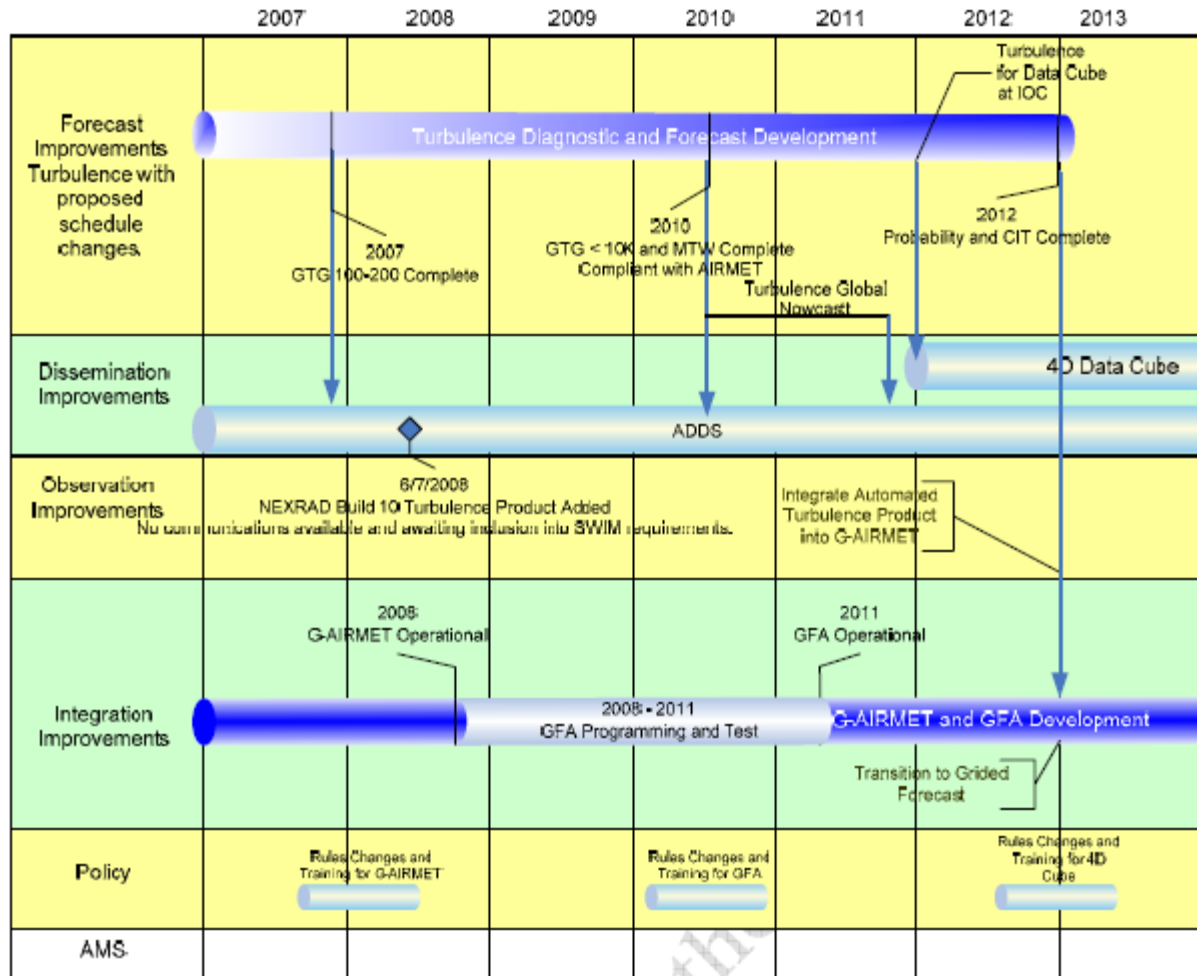 2007 2008 2009 2010 2011 2012 2013
Forecast
Improvements
Turbulence with
proposed
schedule
changes.
Turbulence Diagnostic and Forecast Development
Turbulence
for Data Cube
at IOC
2007
GTG 100-200 Complete
2010
GTG < 10K and MTW Complete
Compliant with AIRMET
2012
Probability and CIT Complete
Turbulence Global
Nowcast
Dissemination
Improvements
4D Data Cube
ADDS
Observation
Improvements
6/7/2008
NEXRAD Build 10 Turbulence Product Added
No communications available and awaiting inclusion into SWIM requirements.
Integrate Automated
Turbulence Product
into G-AIRMET
Integration
Improvements
2008
G-AIRMET Operational
2011
GFA Operational
2008 - 2011
GFA Programming and Test
G-AIRMET and GFA Development
Transition to Grided
Forecast
Policy
Rules Changes and
Training for G-AIRMET
Rules Changes and
Training for GFA
Rules Changes and
Training for 4D
Cube
AMS